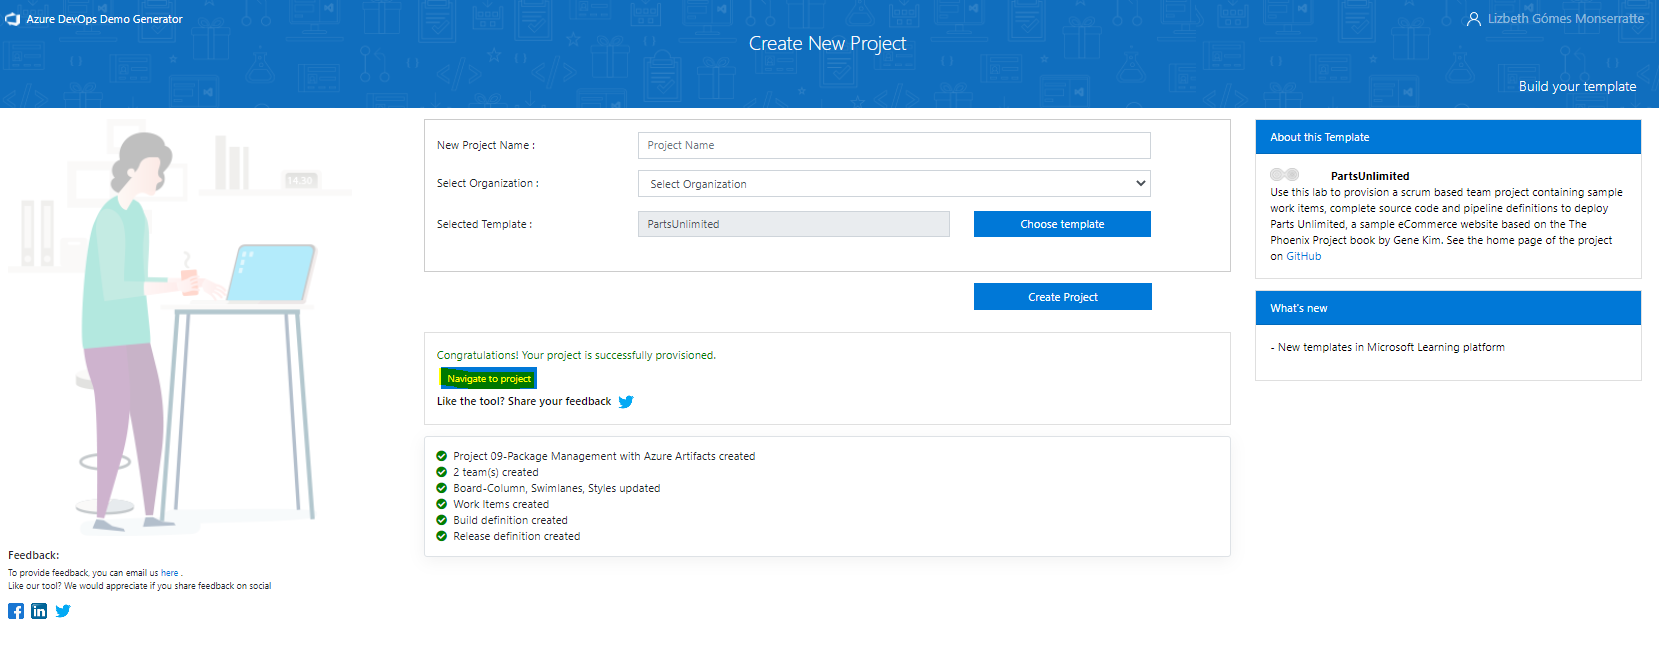 Azure DevOps Demo Generator
Lizbeth Gómes Monserratte
Create New Project
Build your template
14.30
New Project Name :
Project Name
Select Organization :
Select Organization
Selected Template :
PartsUnlimited
Choose template
Create Project
Congratulations! Your project is successfully provisioned.
Navigate to project
Like the tool? Share your feedback
Project 09-Package Management with Azure Artifacts created
2 team(s) created
Board-Column, Swimlanes, Styles updated
Work Items created
Build definition created
Release definition created
About this Template
PartsUnlimited
Use this lab to provision a scrum based team project containing sample
work items, complete source code and pipeline definitions to deploy
Parts Unlimited, a sample eCommerce website based on the The
Phoenix Project book by Gene Kim. See the home page of the project
on GitHub
What's new
- New templates in Microsoft Learning platform
Feedback:
To provide feedback, you can email us here .
Like our tool? We would appreciate if you share feedback on social